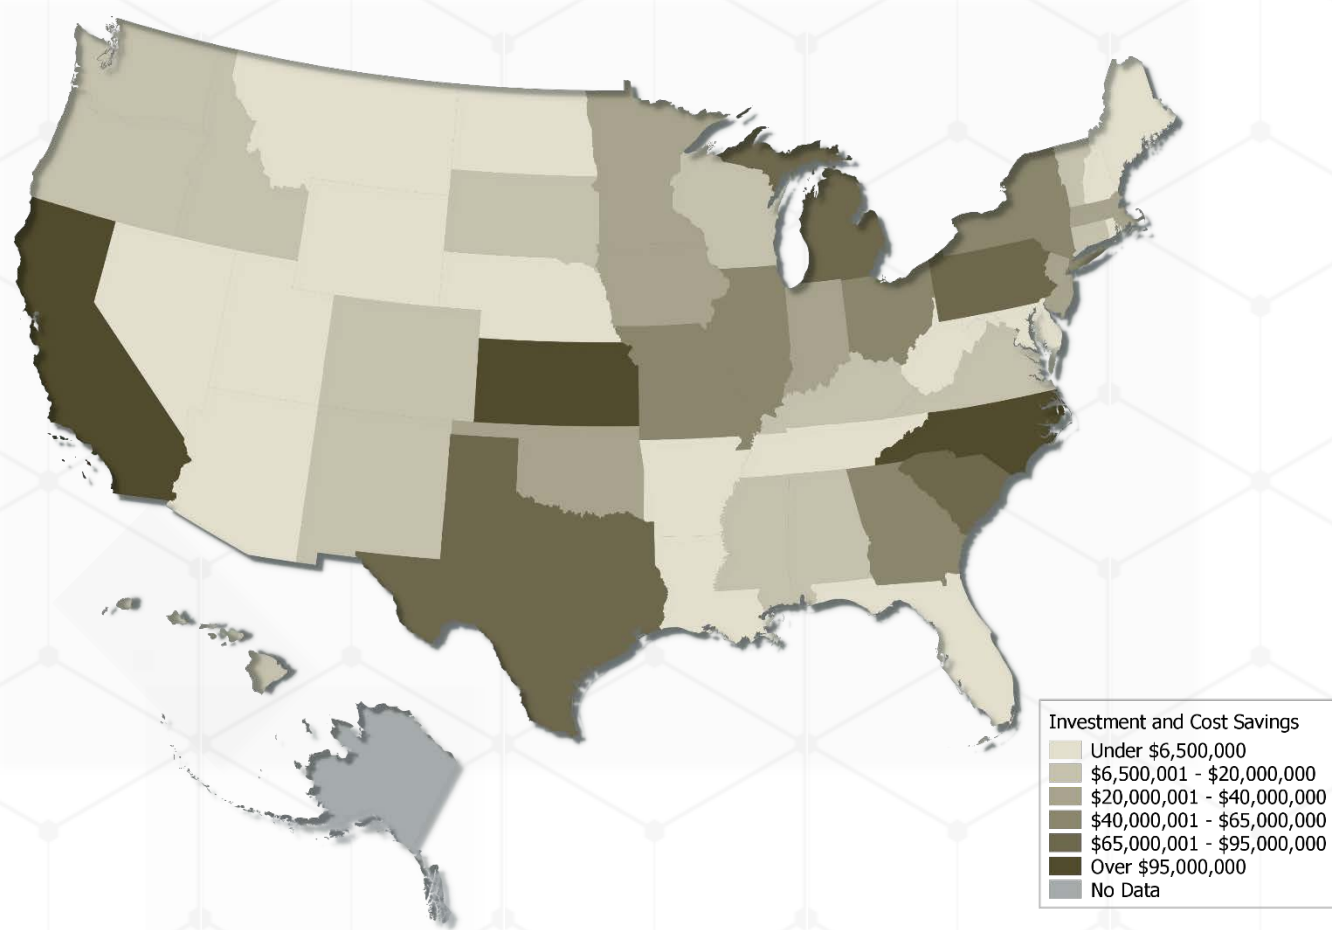 Investment and Cost Savings
Under $6,500,000
$6,500,001 - $20,000,000
$20,000,001 - $40,000,000
$40,000,001 - $65,000,000
$65,000,001 - $95,000,000
Over $95,000,000
No Data